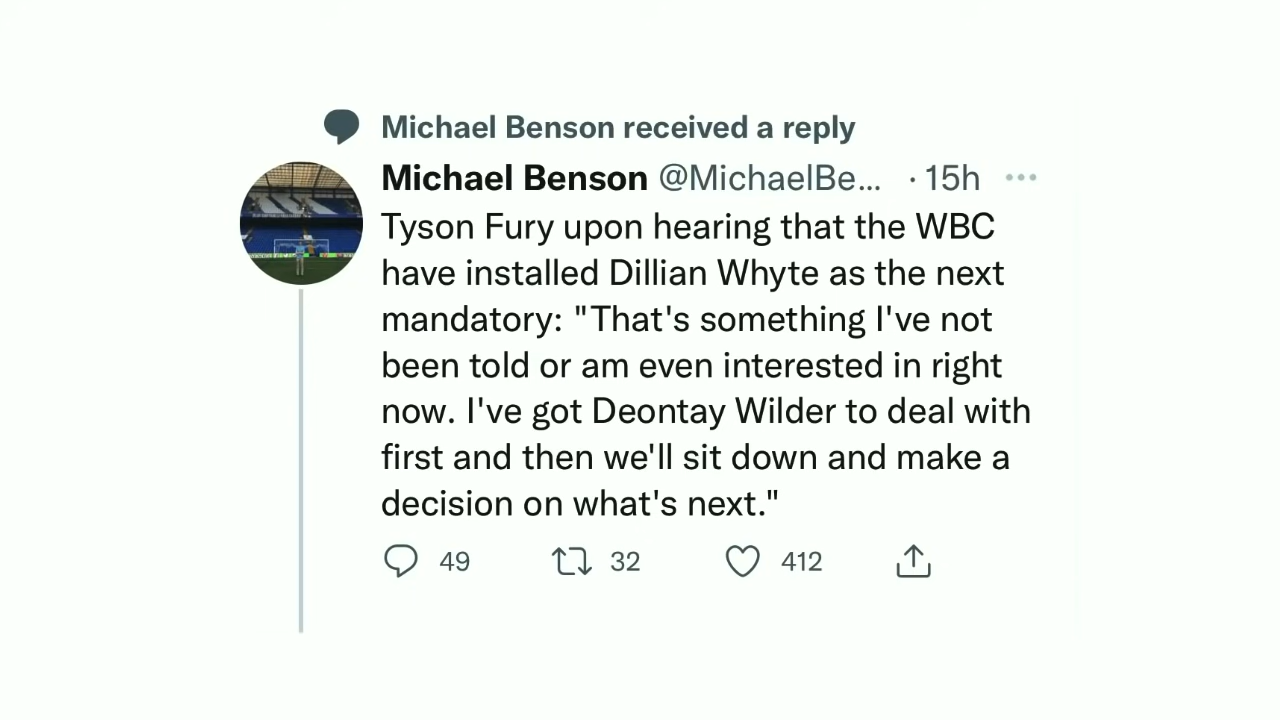 Michael Benson received a reply
Michael Benson @MichaelBe... · 15h
Tyson Fury upon hearing that the WBC
have installed Dillian Whyte as the next
mandatory: "That's something I've not
been told or am even interested in right
now. I've got Deontay Wilder to deal with
first and then we'll sit down and make a
decision on what's next."
49 32 412